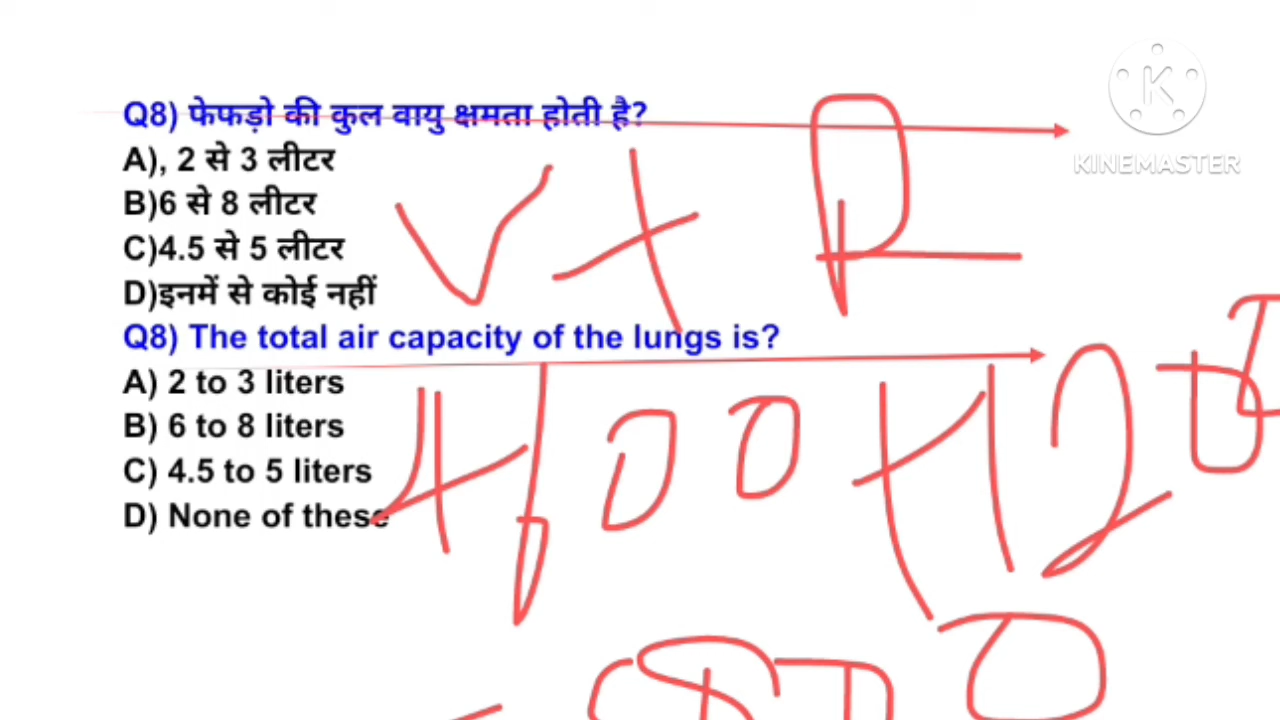 Q8) फेफड़ो की कुल वायु क्षमता होती है?
A), 2 से 3 लीटर
B)6 से 8 लीटर
C)4.5 से 5 लीटर
D)इनमें से कोई नहीं
Q8) The total air capacity of the lungs is?
A) 2 to 3 liters
B) 6 to 8 liters
C) 4.5 to 5 liters
D) None of these
V + R
KINEMASTER